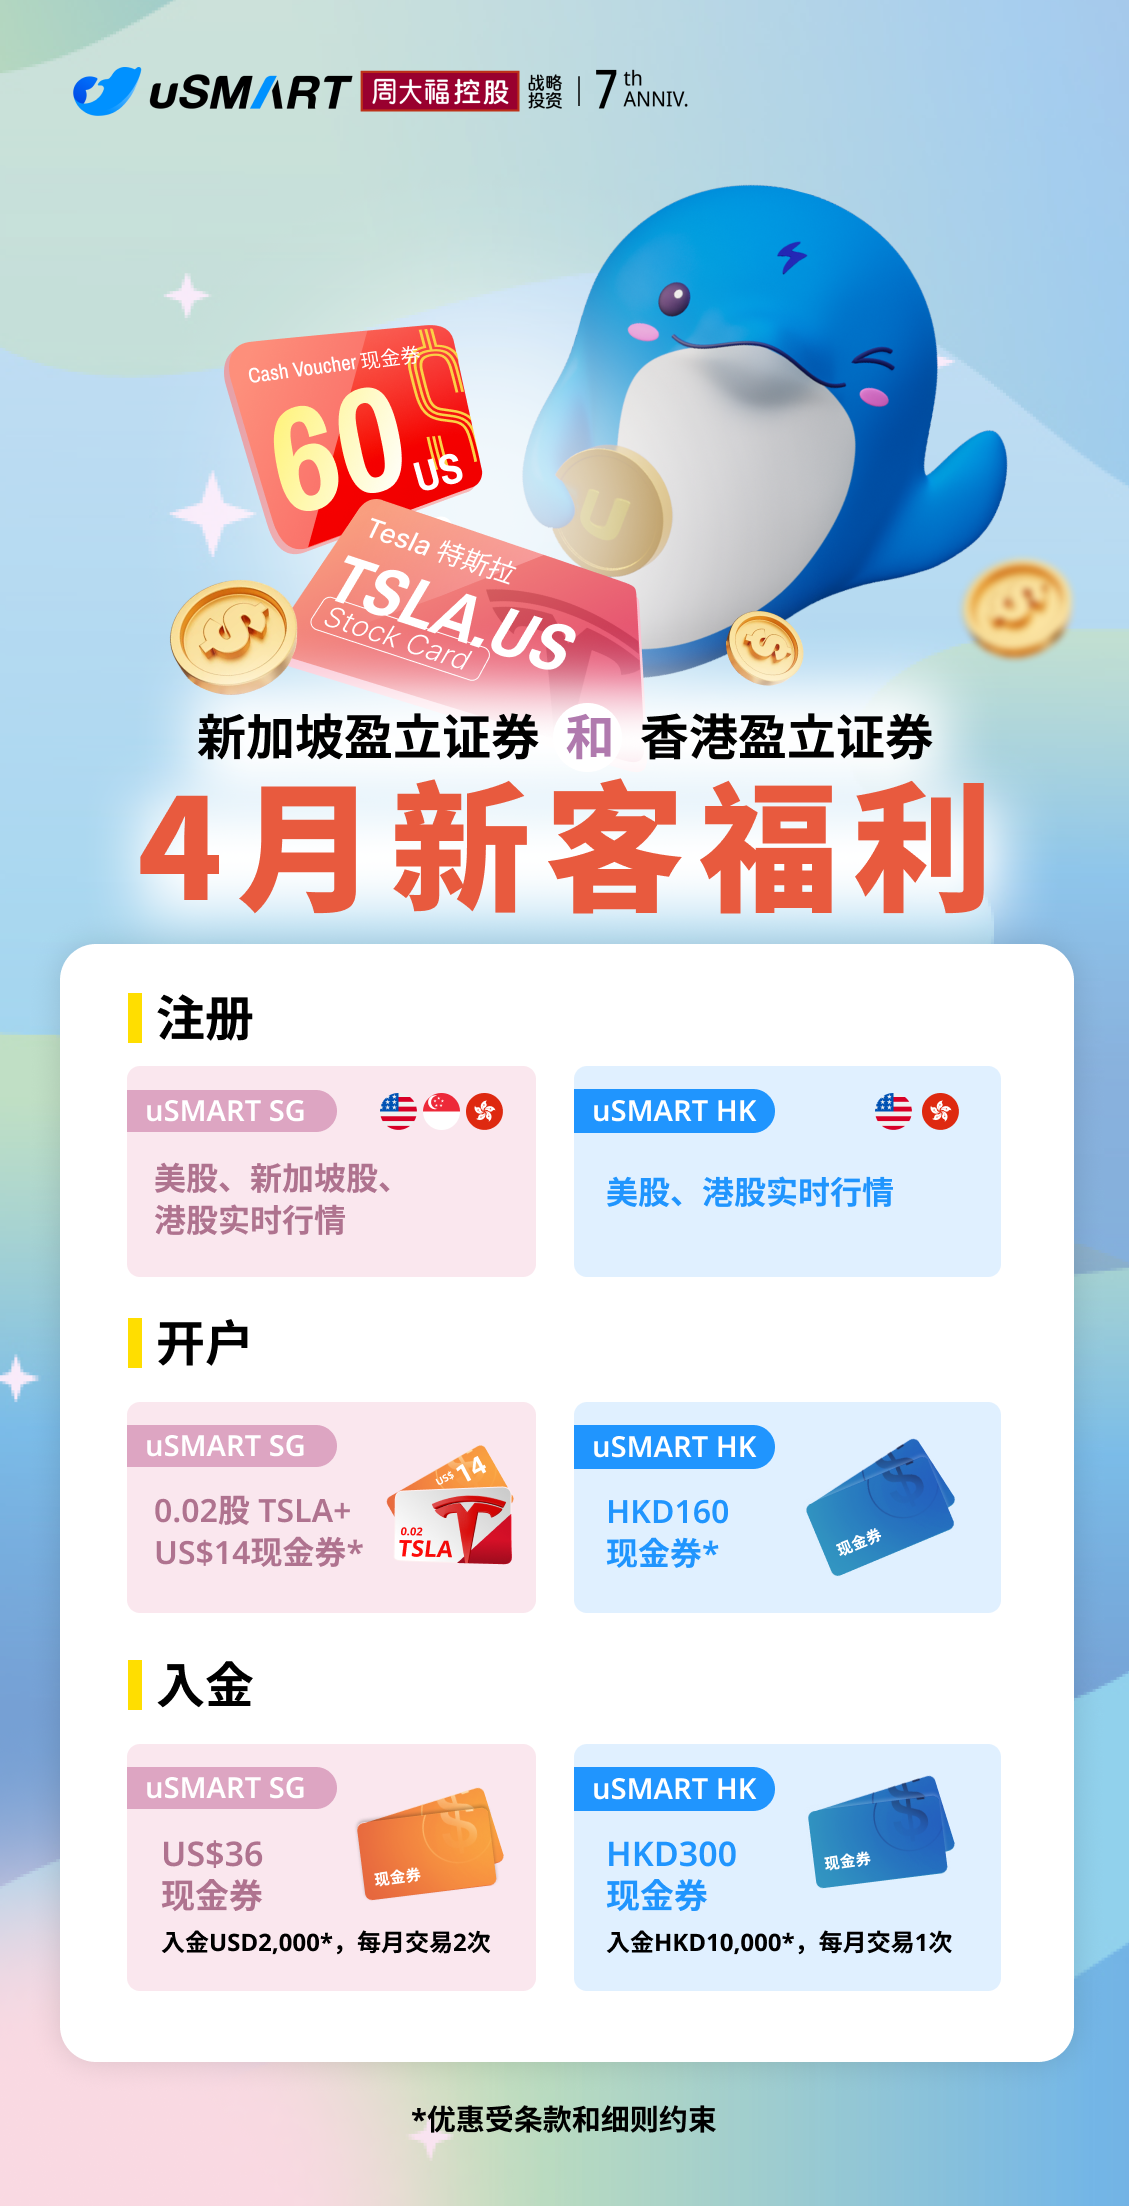 uSMART 周大福控股 战略投资 7th ANNIV.
Cash Voucher 现金券
60 US
Tesla 特斯拉
TSLA.US
Stock Card
新加坡盈立证券 和 香港盈立证券
4月新客福利
注册
uSMART SG
美股、新加坡股、
港股实时行情
uSMART HK
美股、港股实时行情
开户
uSMART SG
0.02股 TSLA+
US$14现金券*
US$ 14
0.02
TSLA
uSMART HK
HKD160
现金券*
现金券
入金
uSMART SG
US$36
现金券
现金券
入金USD2,000*，每月交易2次
uSMART HK
HKD300
现金券
现金券
入金HKD10,000*，每月交易1次
*优惠受条款和细则约束